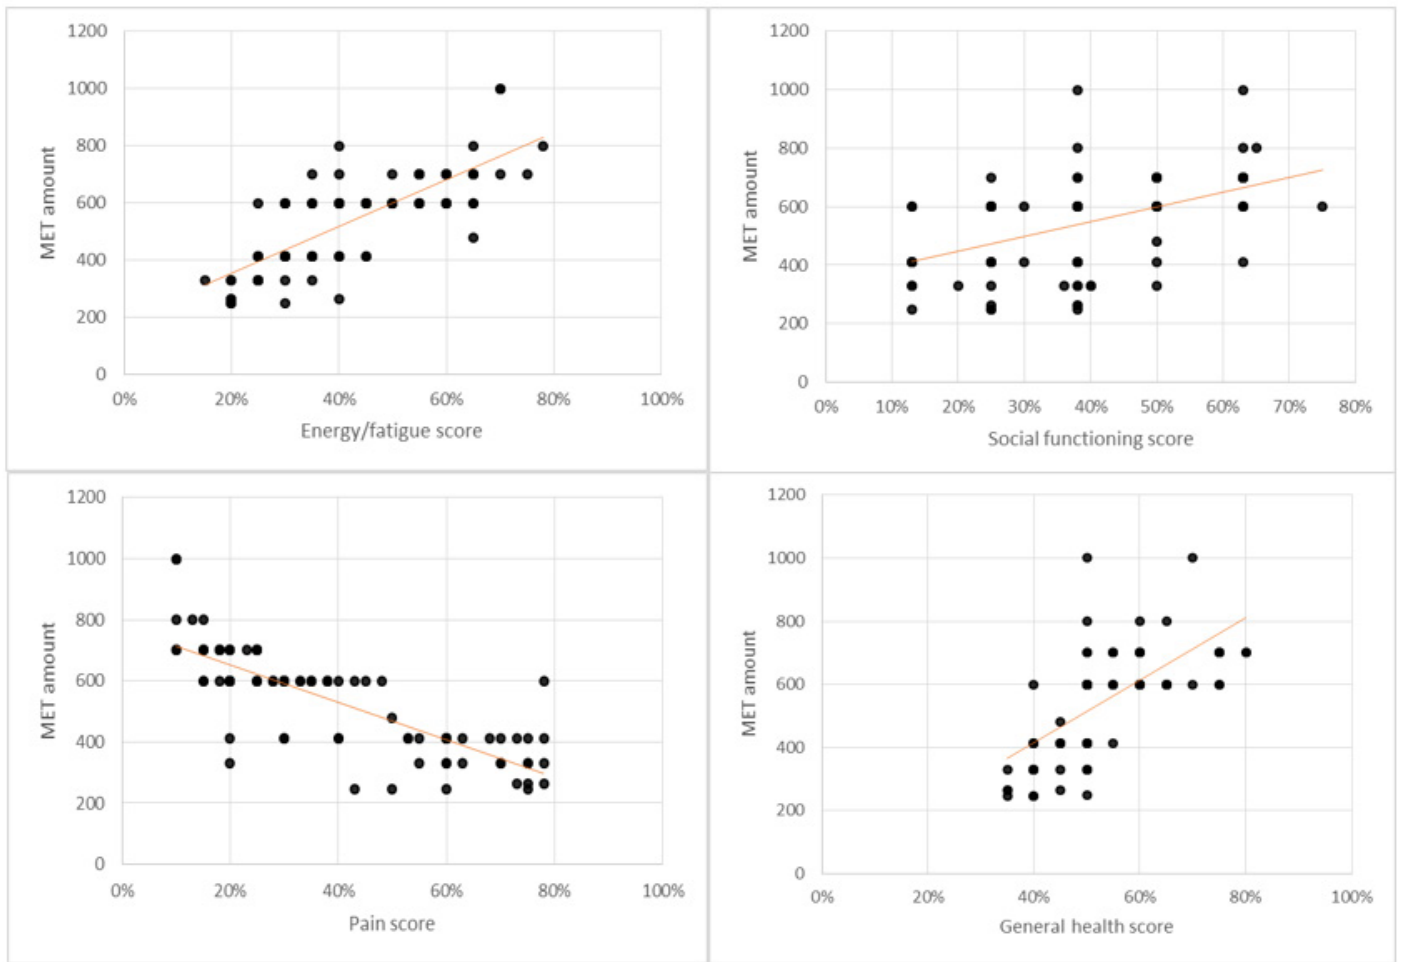 1200
1000
800
600
400
200
0
MET amount
0% 20% 40% 60% 80% 100%
Energy/fatigue score
1200
1000
800
600
400
200
0
MET amount
0% 10% 20% 30% 40% 50% 60% 70% 80%
Social functioning score
1200
1000
800
600
400
200
0
MET amount
0% 20% 40% 60% 80% 100%
Pain score
1200
1000
800
600
400
200
0
MET amount
0% 20% 40% 60% 80% 100%
General health score